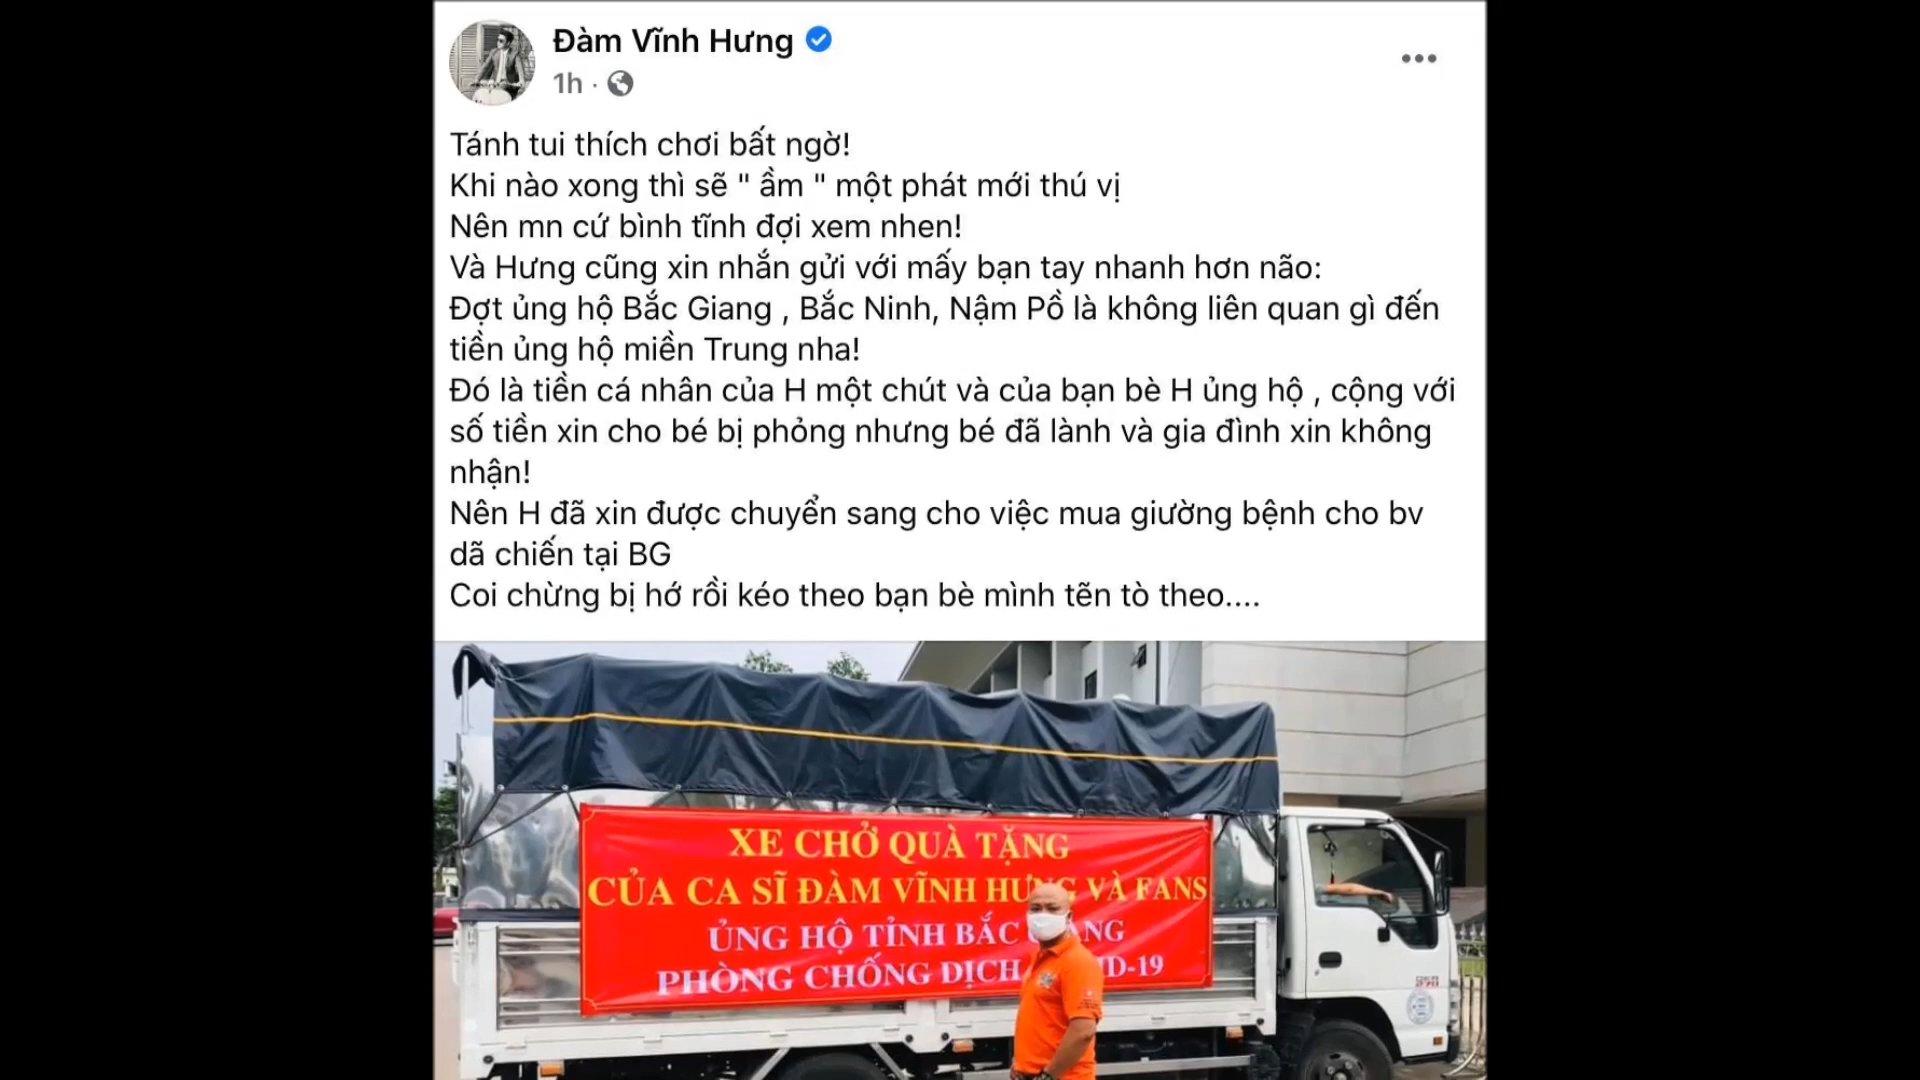 Đàm Vĩnh Hưng
1h ·
Tánh tui thích chơi bất ngờ!
Khi nào xong thì sẽ " ầm " một phát mới thú vị
Nên mn cứ bình tĩnh đợi xem nhen!
Và Hưng cũng xin nhắn gửi với mấy bạn tay nhanh hơn não:
Đợt ủng hộ Bắc Giang , Bắc Ninh, Nậm Pồ là không liên quan gì đến
tiền ủng hộ miền Trung nha!
Đó là tiền cá nhân của H một chút và của bạn bè H ủng hộ , cộng với
số tiền xin cho bé bị phỏng nhưng bé đã lành và gia đình xin không
nhận!
Nên H đã xin được chuyển sang cho việc mua giường bệnh cho bv
dã chiến tại BG
Coi chừng bị hớ rồi kéo theo bạn bè mình tẽn tò theo....
XE CHỞ QUÀ TẶNG
CỦA CA SĨ ĐÀM VĨNH HƯNG VÀ FANS
ỦNG HỘ TỈNH BẮC GIANG
PHÒNG CHỐNG DỊCH COVID-19